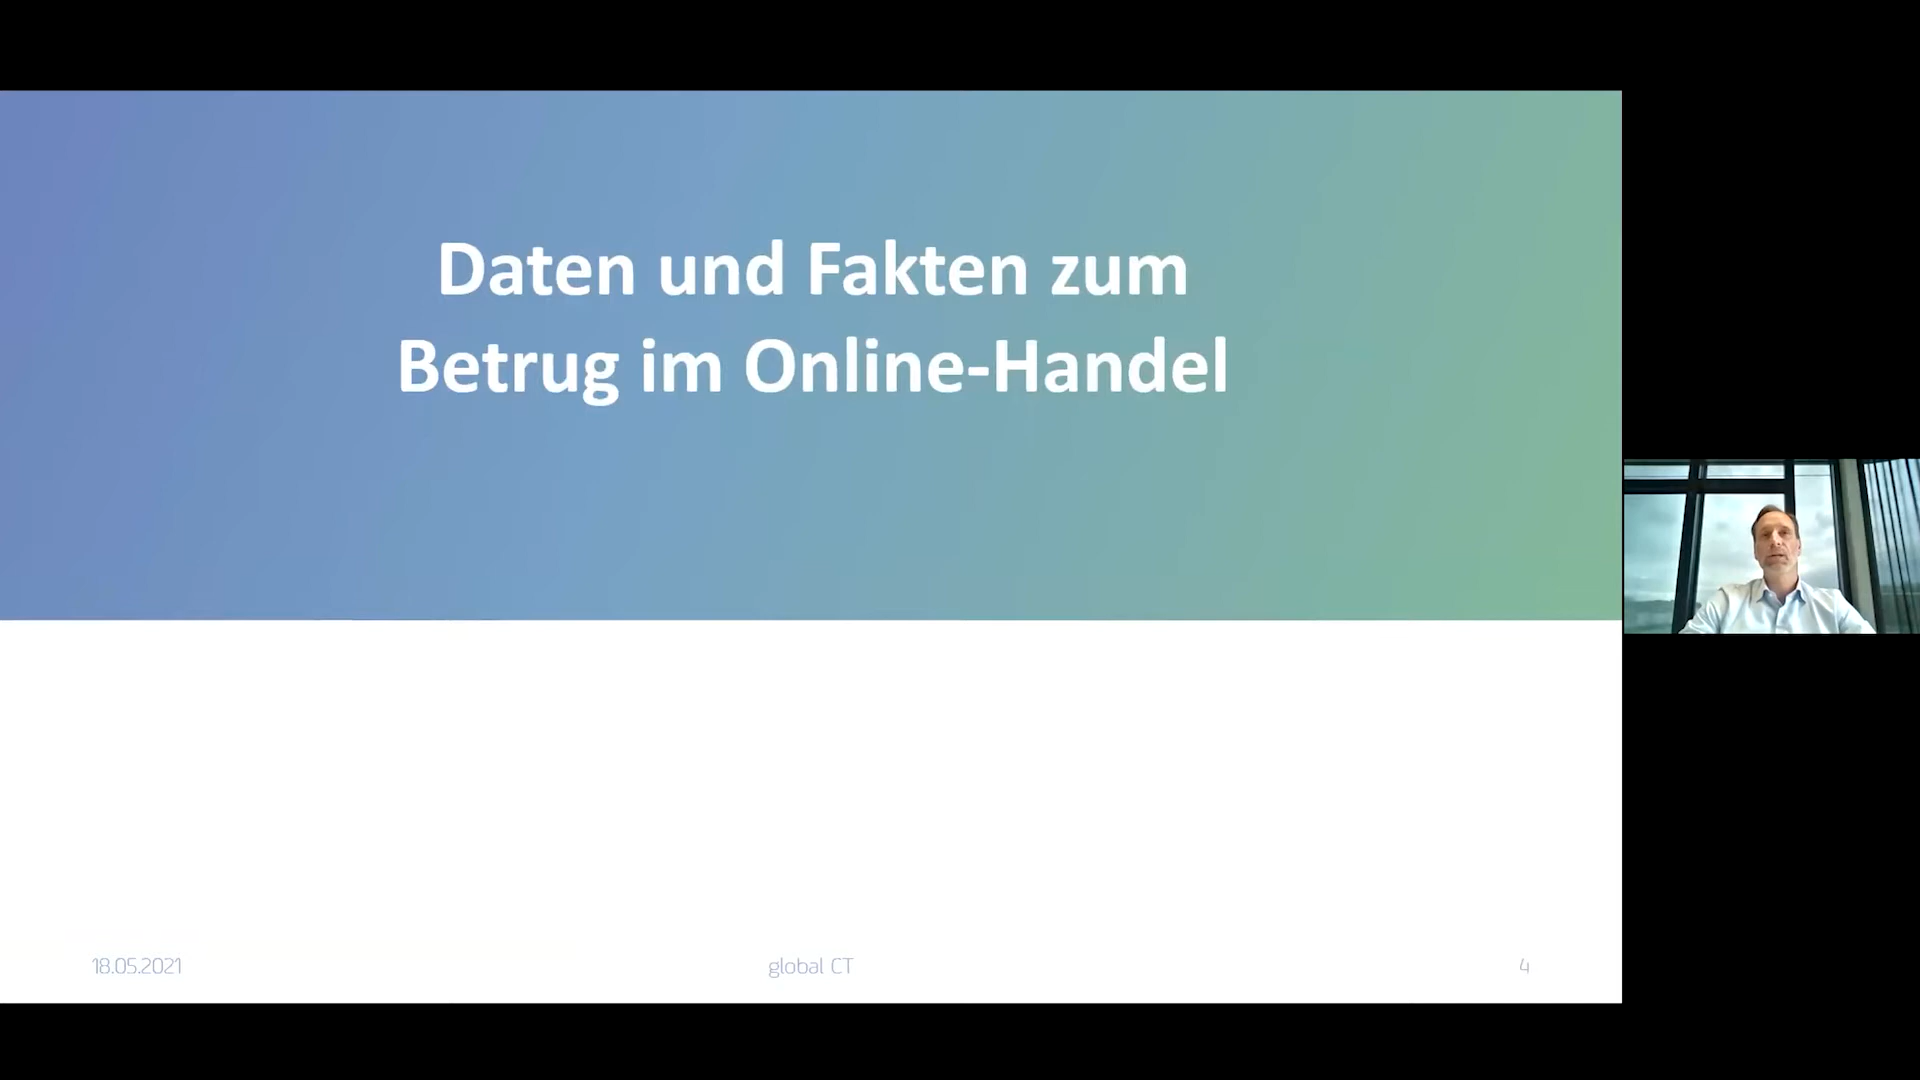 Daten und Fakten zum
Betrug im Online-Handel
18.05.2021
global CT
4